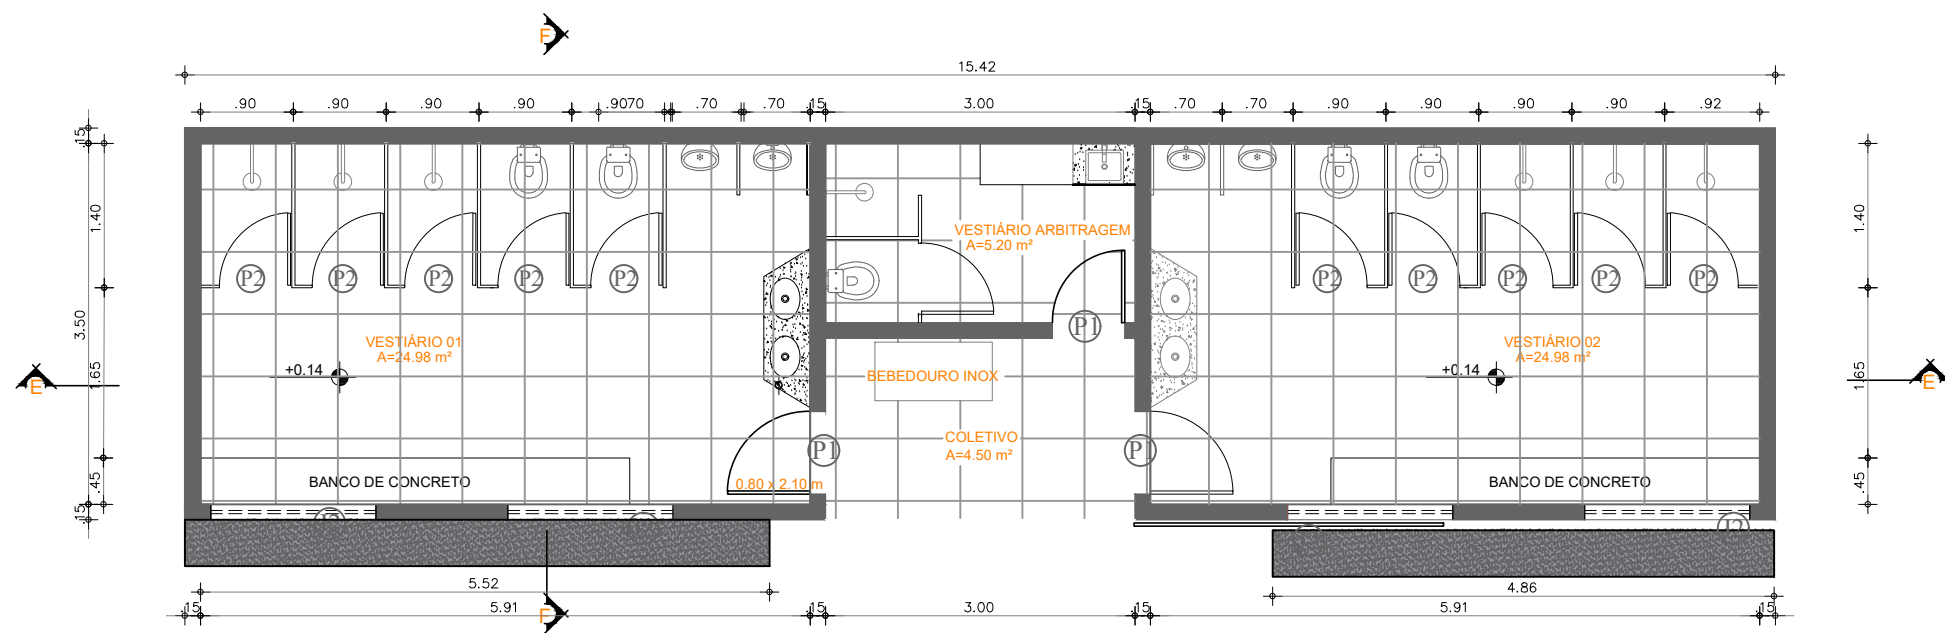 F
15.42
.90 .90 .90 .90 .90 70 .70 .70 .15 3.00 .15 .70 .70 .90 .90 .90 .90 .92
.15
1.40
3.50
1.65
.45
.15
1.40
1.65
.45
VESTIÁRIO ARBITRAGEM
A=5.20 m²
P2 P2 P2 P2 P2
P2 P2 P2 P2 P2
P1
VESTIÁRIO 01
A=24.98 m²
+0.14
VESTIÁRIO 02
A=24.98 m²
+0.14
BEBEDOURO INOX
E
E
COLETIVO
A=4.50 m²
P1
P1
BANCO DE CONCRETO
0.80 x 2.10 m
BANCO DE CONCRETO
J2
J2
5.52
4.86
.15 5.91 .15 3.00 .15 5.91 .15
F